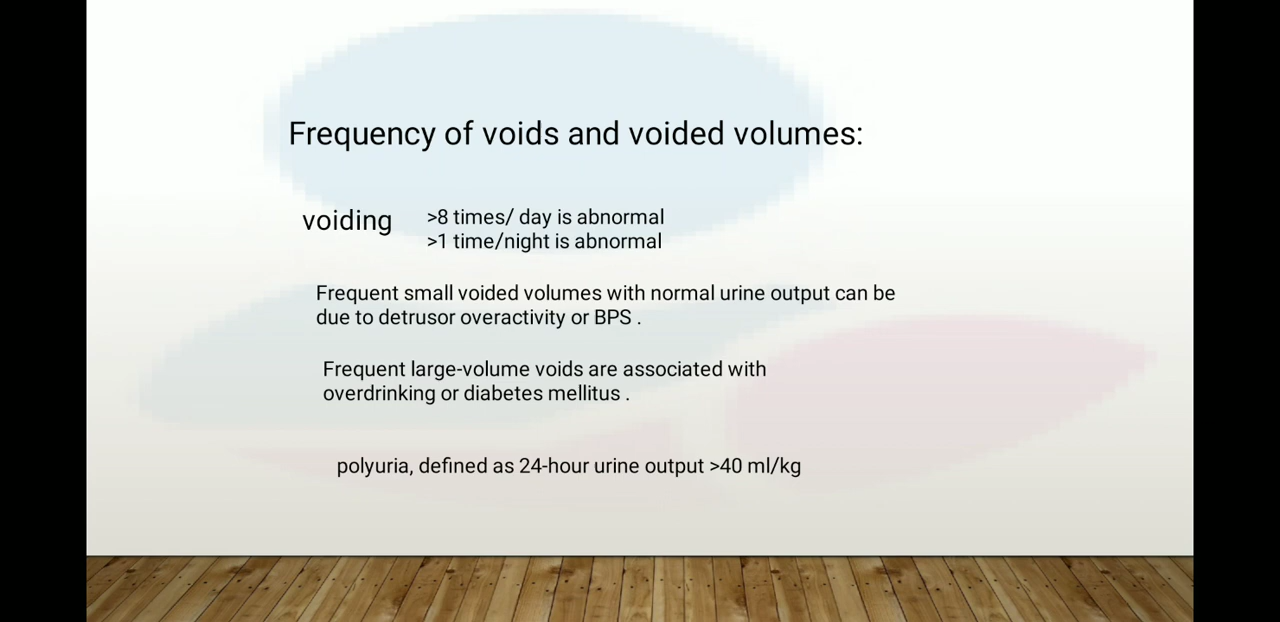 Frequency of voids and voided volumes:
voiding
>8 times/ day is abnormal
>1 time/night is abnormal
Frequent small voided volumes with normal urine output can be
due to detrusor overactivity or BPS .
Frequent large-volume voids are associated with
overdrinking or diabetes mellitus .
polyuria, defined as 24-hour urine output >40 ml/kg